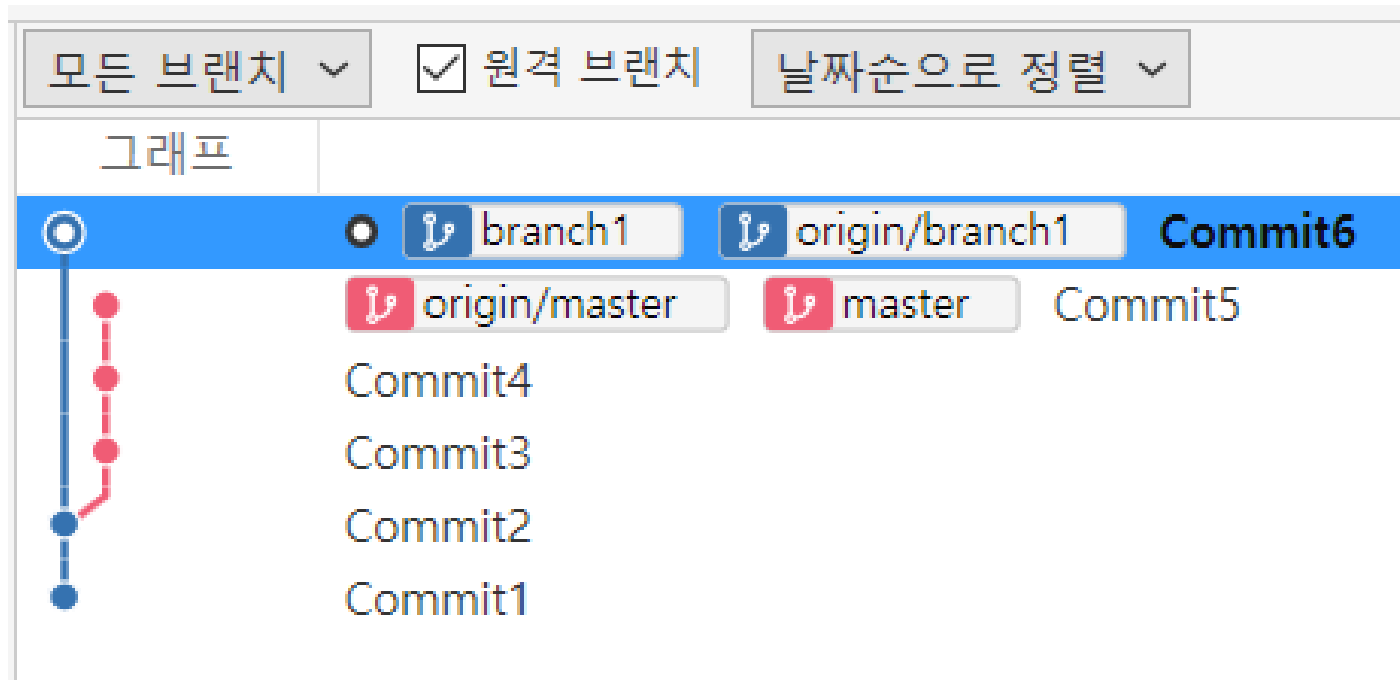 모든 브랜치 원격 브랜치 날짜순으로 정렬
그래프
branch1 origin/branch1 Commit6
origin/master master Commit5
Commit4
Commit3
Commit2
Commit1